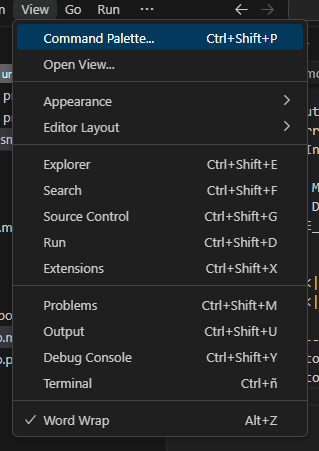 View Go Run ...
Command Palette... Ctrl+Shift+P
Open View...
Appearance
Editor Layout
Explorer Ctrl+Shift+E
Search Ctrl+Shift+F
Source Control Ctrl+Shift+G
Run Ctrl+Shift+D
Extensions Ctrl+Shift+X
Problems Ctrl+Shift+M
Output Ctrl+Shift+U
Debug Console Ctrl+Shift+Y
Terminal Ctrl+ñ
Word Wrap Alt+Z